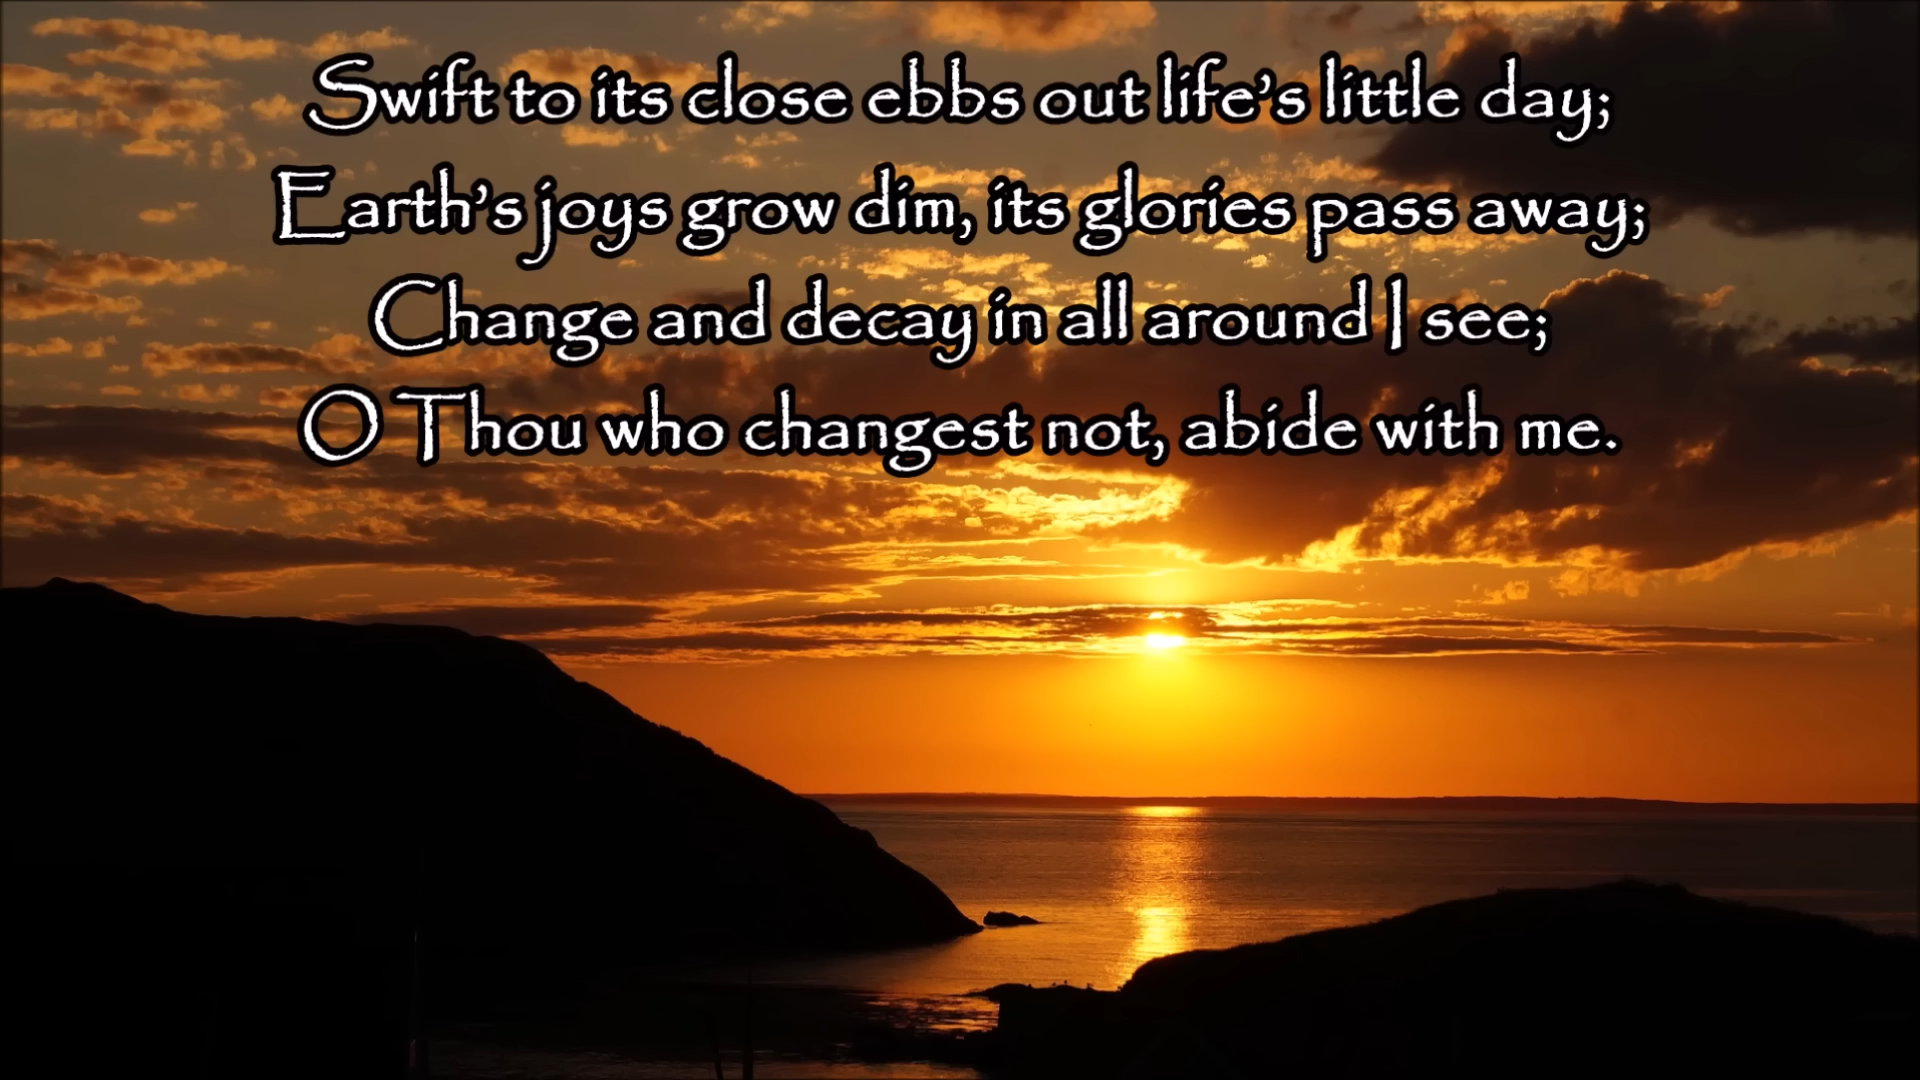 Swift to its close ebbs out life’s little day;
Earth’s joys grow dim, its glories pass away;
Change and decay in all around I see;
O Thou who changest not, abide with me.